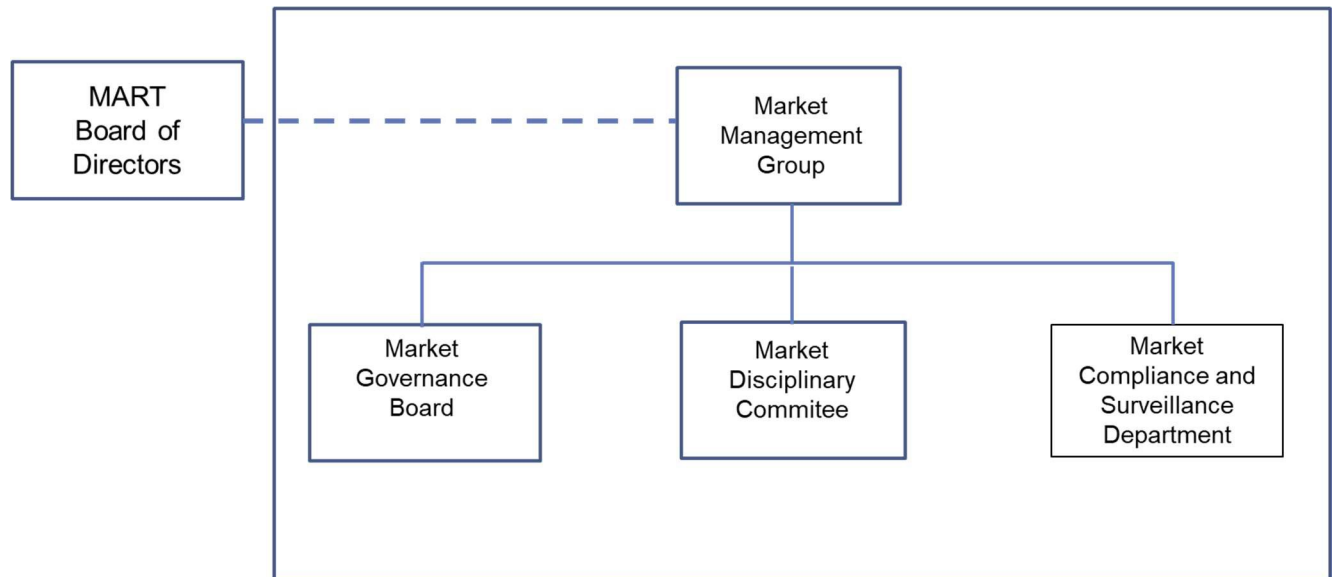 MART
Board of
Directors
Market
Management
Group
Market
Governance
Board
Market
Disciplinary
Commitee
Market
Compliance and
Surveillance
Department